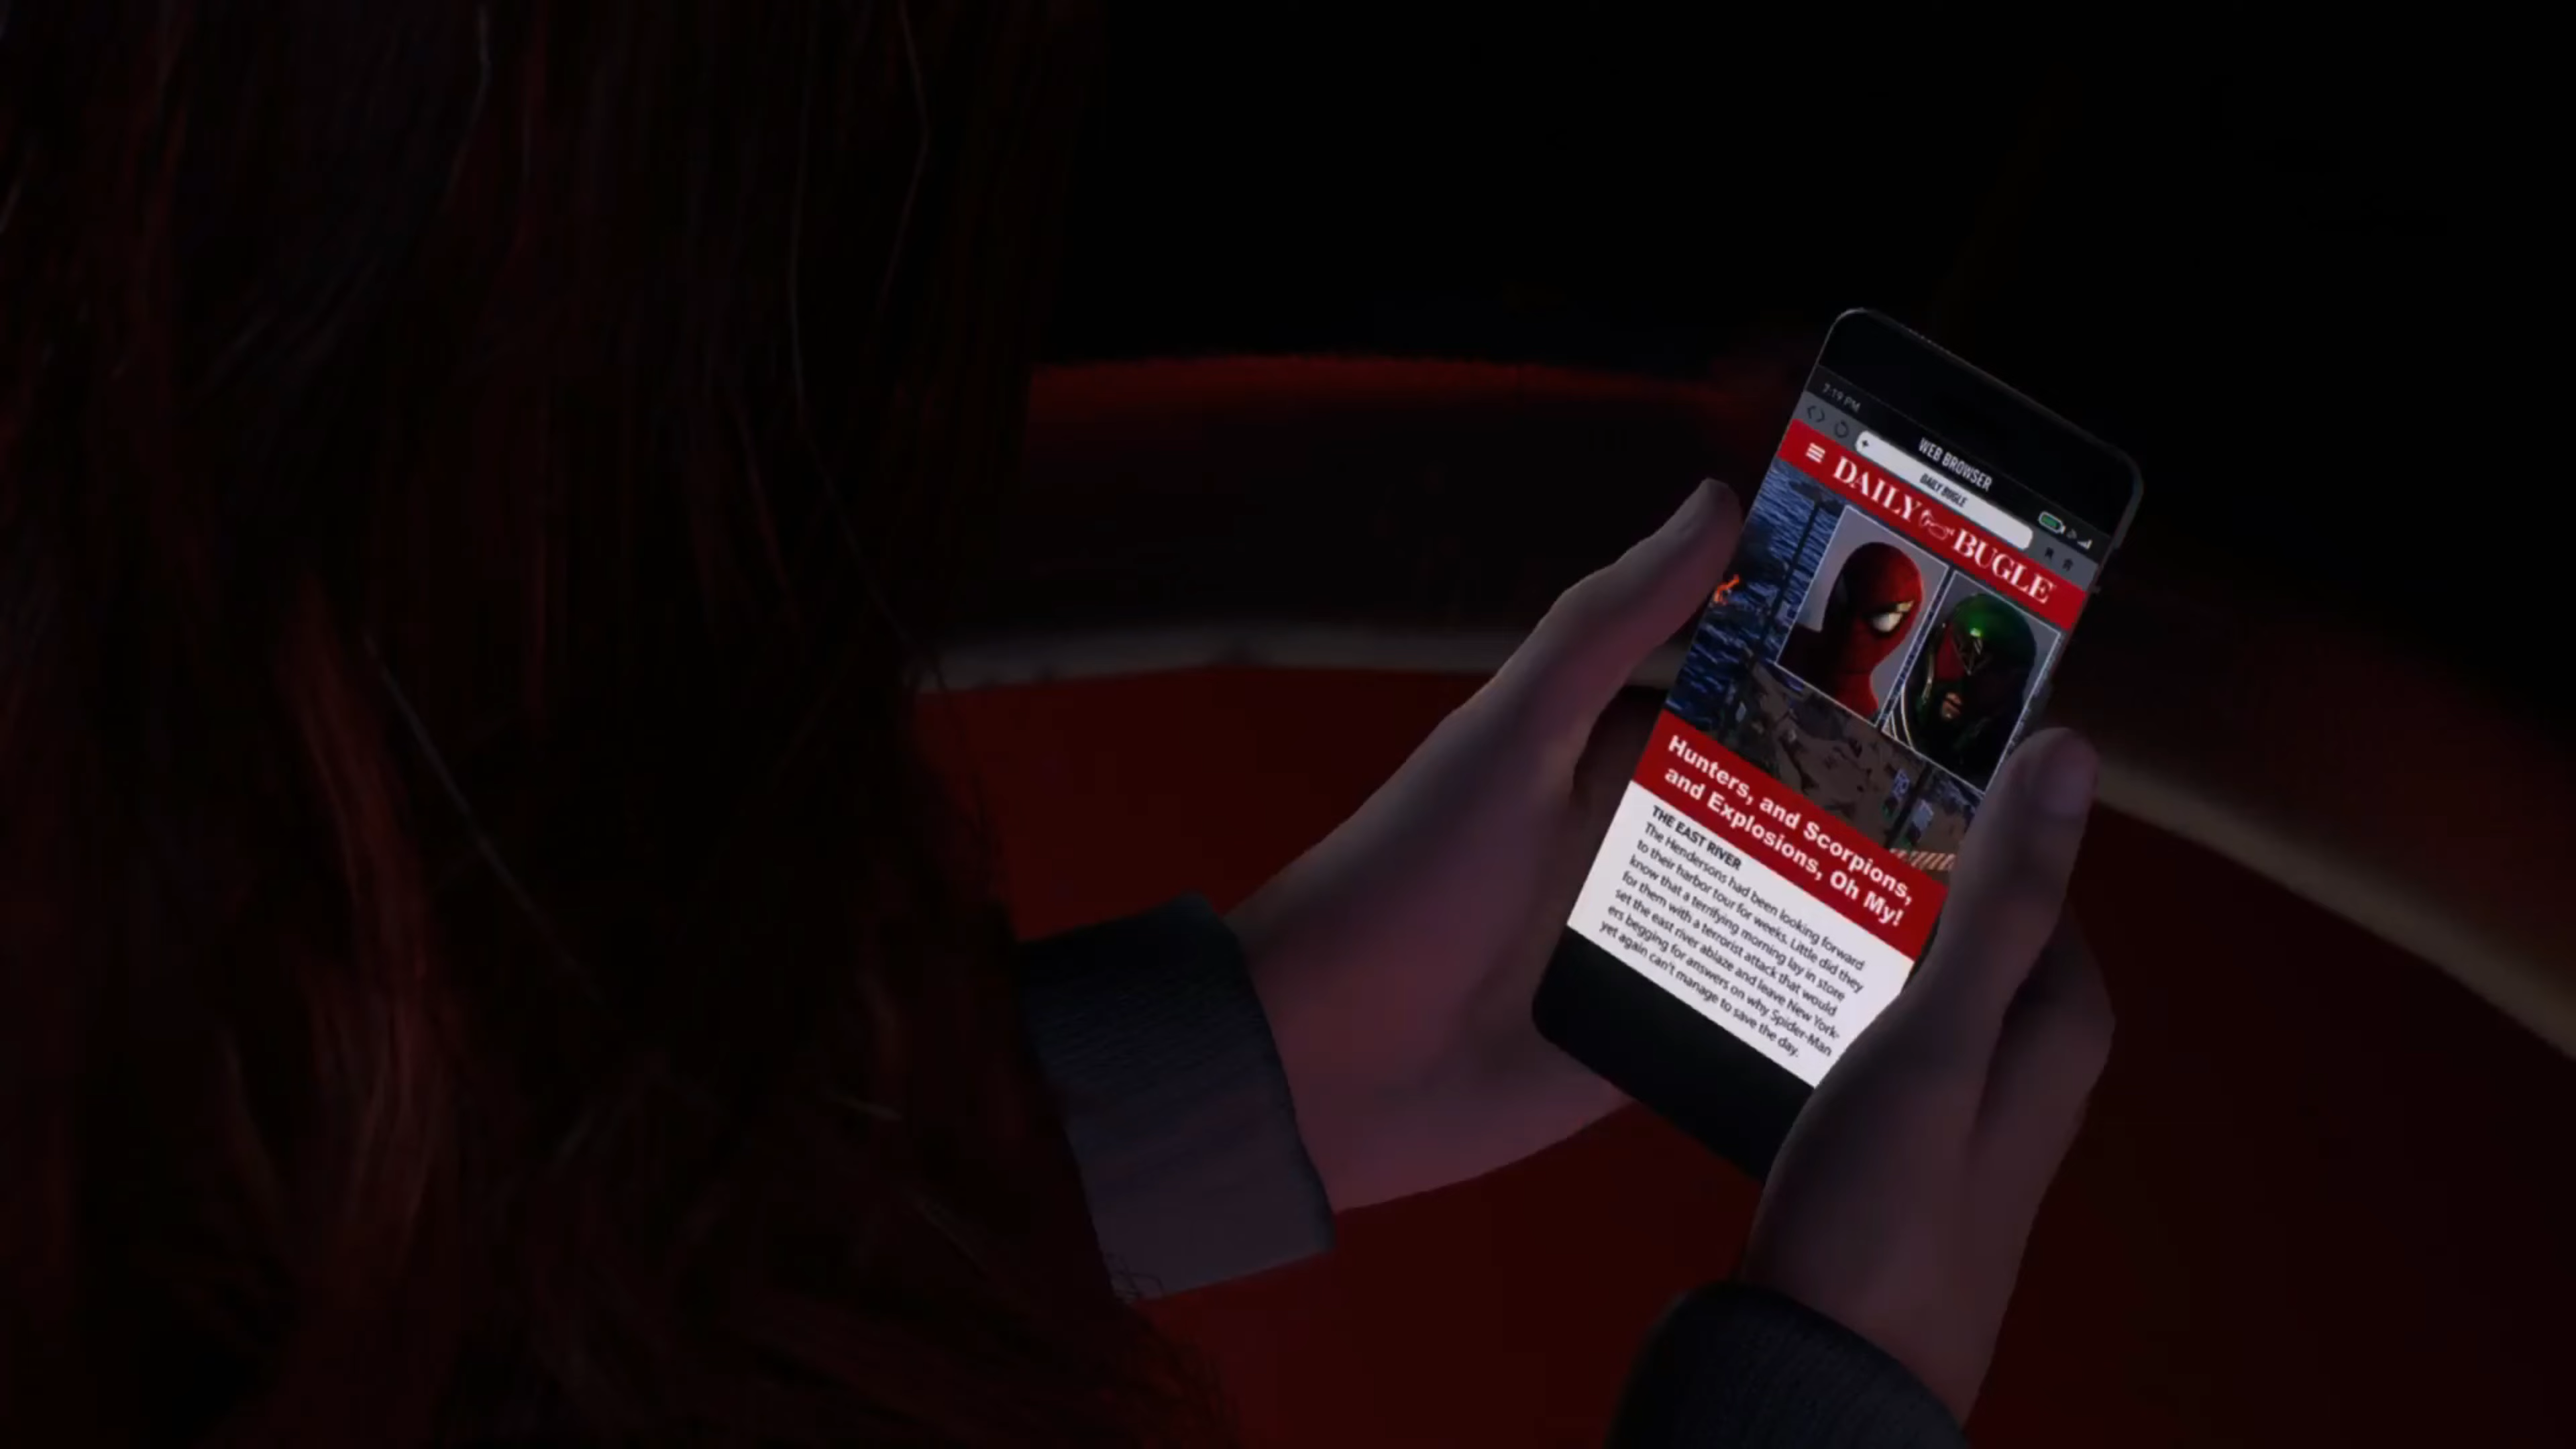 7:19 PM
WEB BROWSER
DAILY BUGLE
DAILY BUGLE
Hunters, and Scorpions,
and Explosions, Oh My!
THE EAST RIVER
The Hendersons had been looking forward
to their harbor tour for weeks. Little did they
know that a terrifying morning lay in store
for them with a terrorist attack that would
set the east river ablaze and leave New York-
ers begging for answers on why Spider-Man
yet again can't manage to save the day.